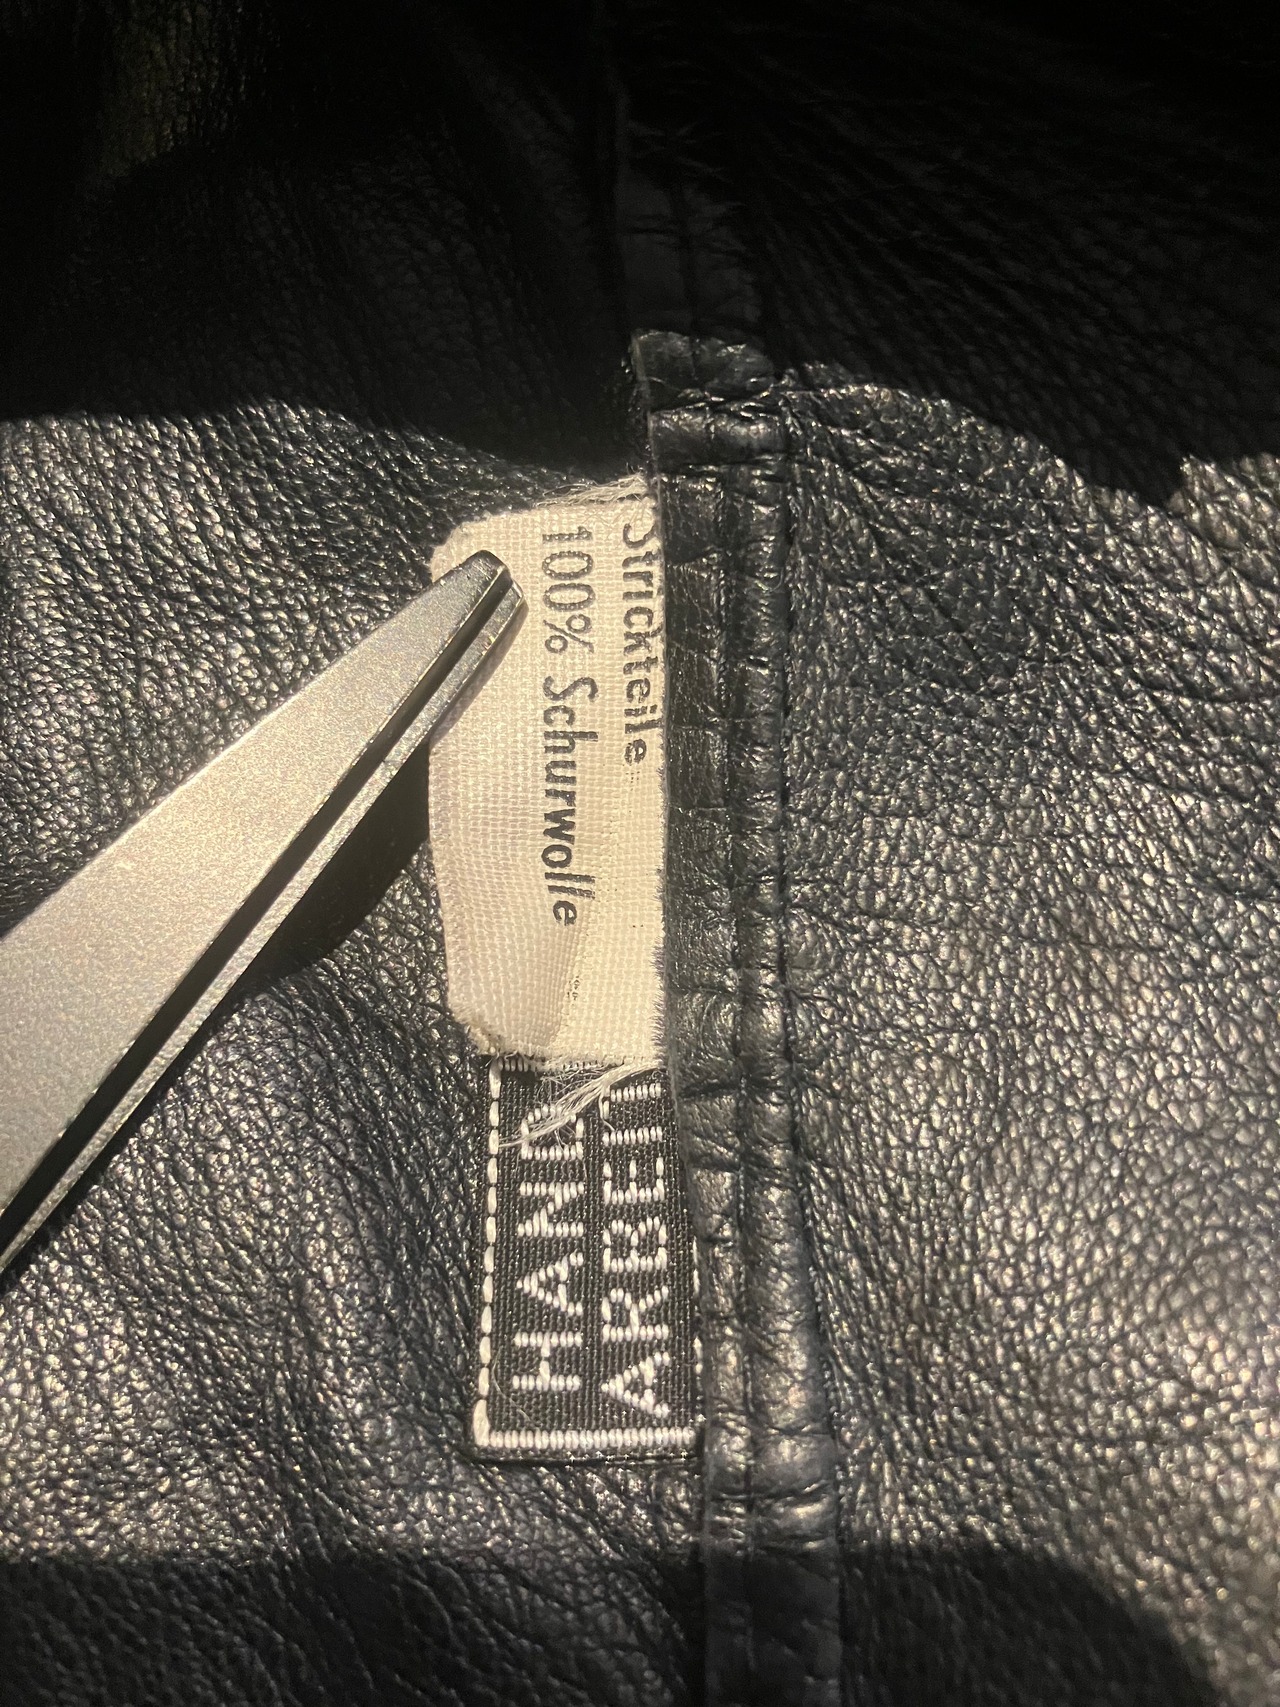 Strickteile
100% Schurwolle
HAND
ARBEIT